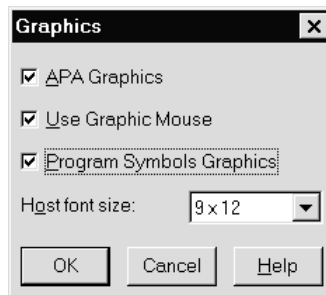 Graphics
APA Graphics
Use Graphic Mouse
Program Symbols Graphics
Host font size: 9 x 12
OK Cancel Help